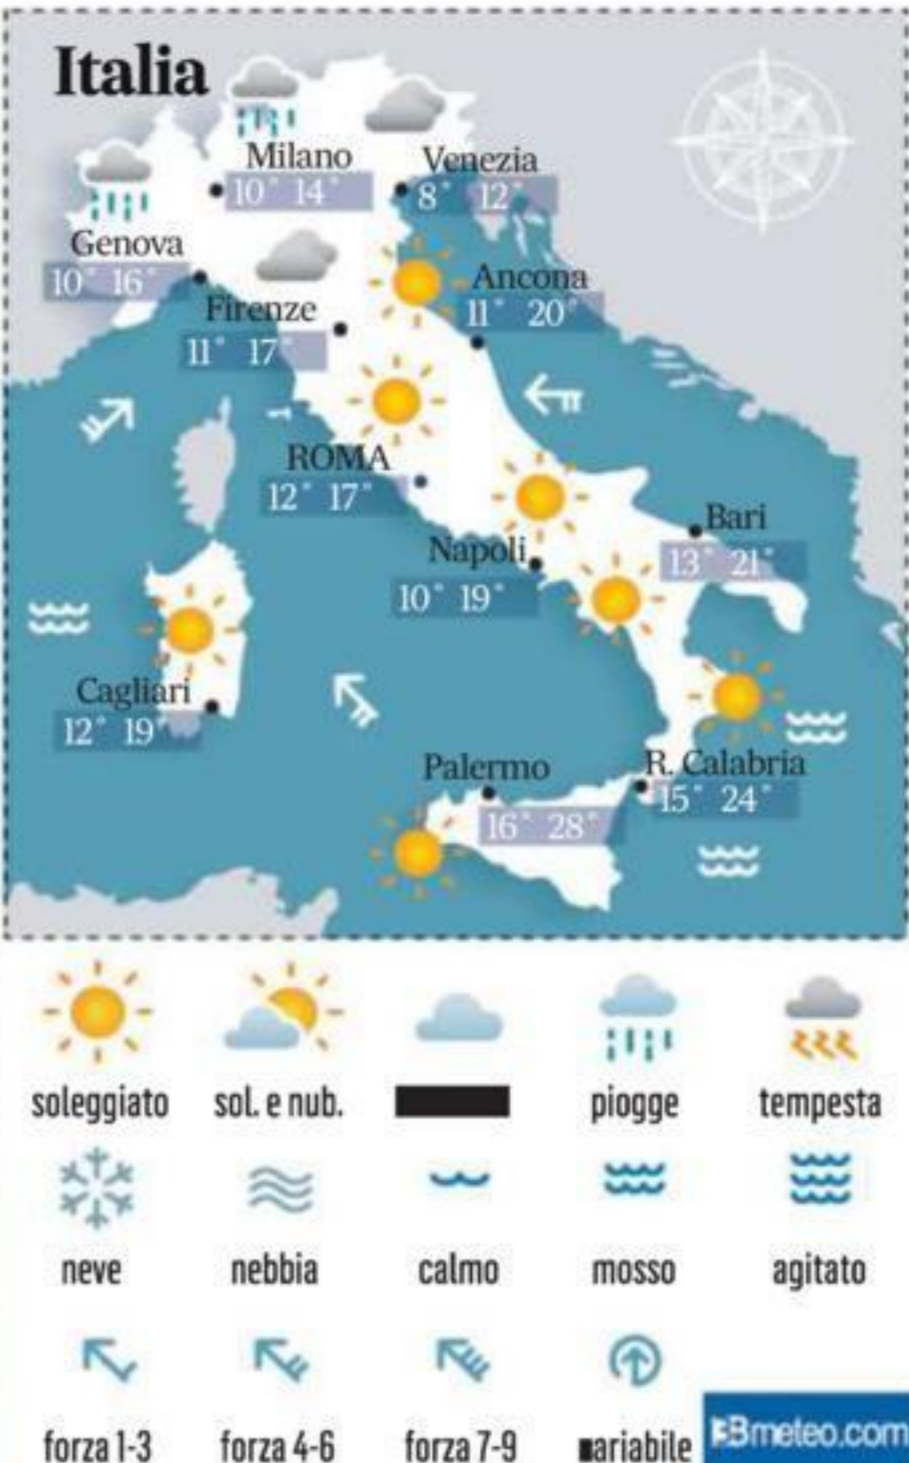 Italia
Milano
10° 14°
Venezia
8° 12°
Genova
10° 16°
Ancona
11° 20°
Firenze
11° 17°
ROMA
12° 17°
Bari
13° 21°
Napoli
10° 19°
Cagliari
12° 19°
Palermo
16° 28°
R. Calabria
15° 24°
soleggiato sol. e nub. piogge tempesta
neve nebbia calmo mosso agitato
forza 1-3 forza 4-6 forza 7-9 ariabile
Bmeteo.com